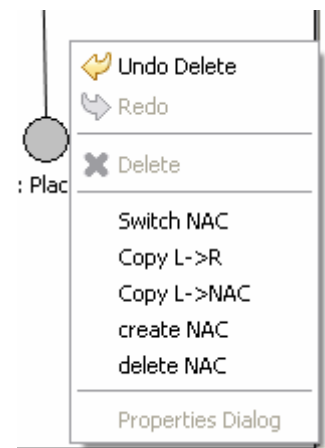 Undo Delete
Redo
Delete
: Plac
Switch NAC
Copy L->R
Copy L->NAC
create NAC
delete NAC
Properties Dialog